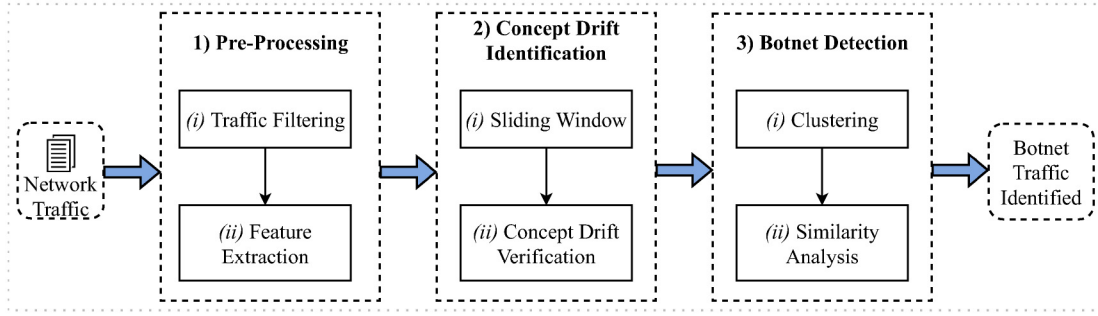 Network
Traffic
1) Pre-Processing
(i) Traffic Filtering
(ii) Feature
Extraction
2) Concept Drift
Identification
(i) Sliding Window
(ii) Concept Drift
Verification
3) Botnet Detection
(i) Clustering
(ii) Similarity
Analysis
Botnet
Traffic
Identified